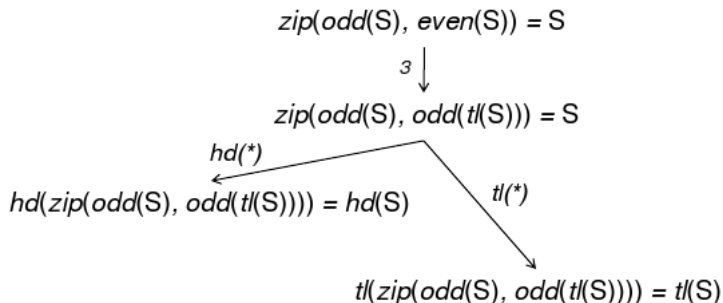 zip(odd(S), even(S)) = S
3
zip(odd(S), odd(tl(S))) = S
hd(*)
tl(*)
hd(zip(odd(S), odd(tl(S)))) = hd(S)
tl(zip(odd(S), odd(tl(S)))) = tl(S)